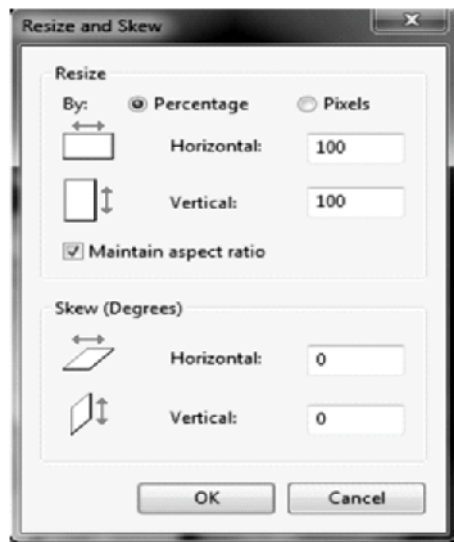 Resize and Skew
Resize
By: Percentage Pixels
Horizontal: 100
Vertical: 100
Maintain aspect ratio
Skew (Degrees)
Horizontal: 0
Vertical: 0
OK Cancel